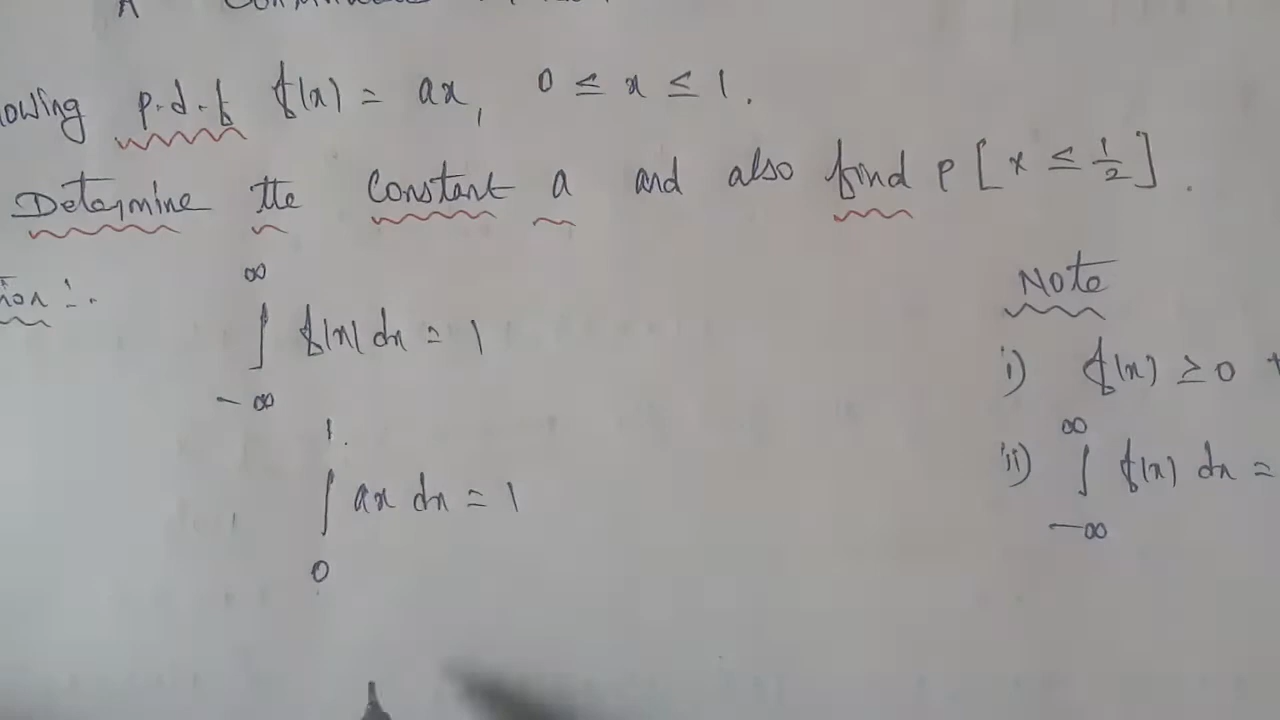 p.d.f f(x) = ax, 0 ≤ x ≤ 1.
Determine the constant a and also find P[x ≤ 1/2].
∞
∫ f(x) dx = 1
-∞
1
∫ ax dx = 1
0
Note
i) f(x) ≥ 0
∞
ii) ∫ f(x) dx =
-∞